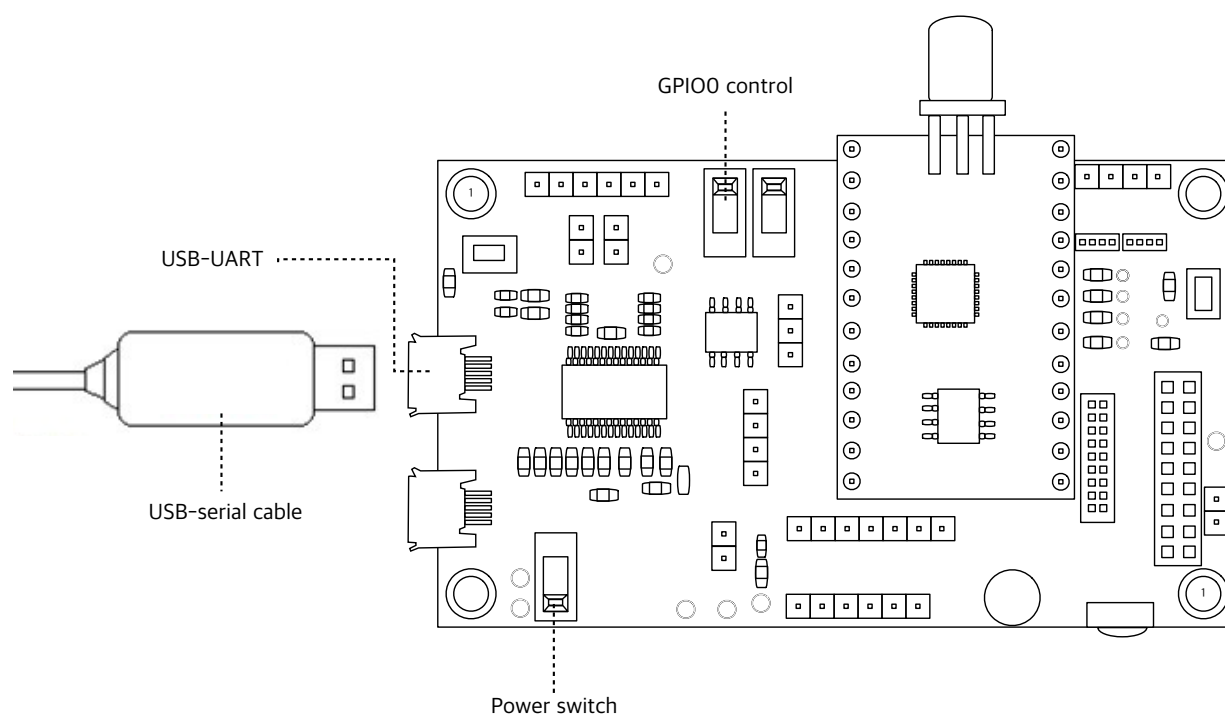 GPIO0 control
1
USB-UART
USB-serial cable
1
Power switch